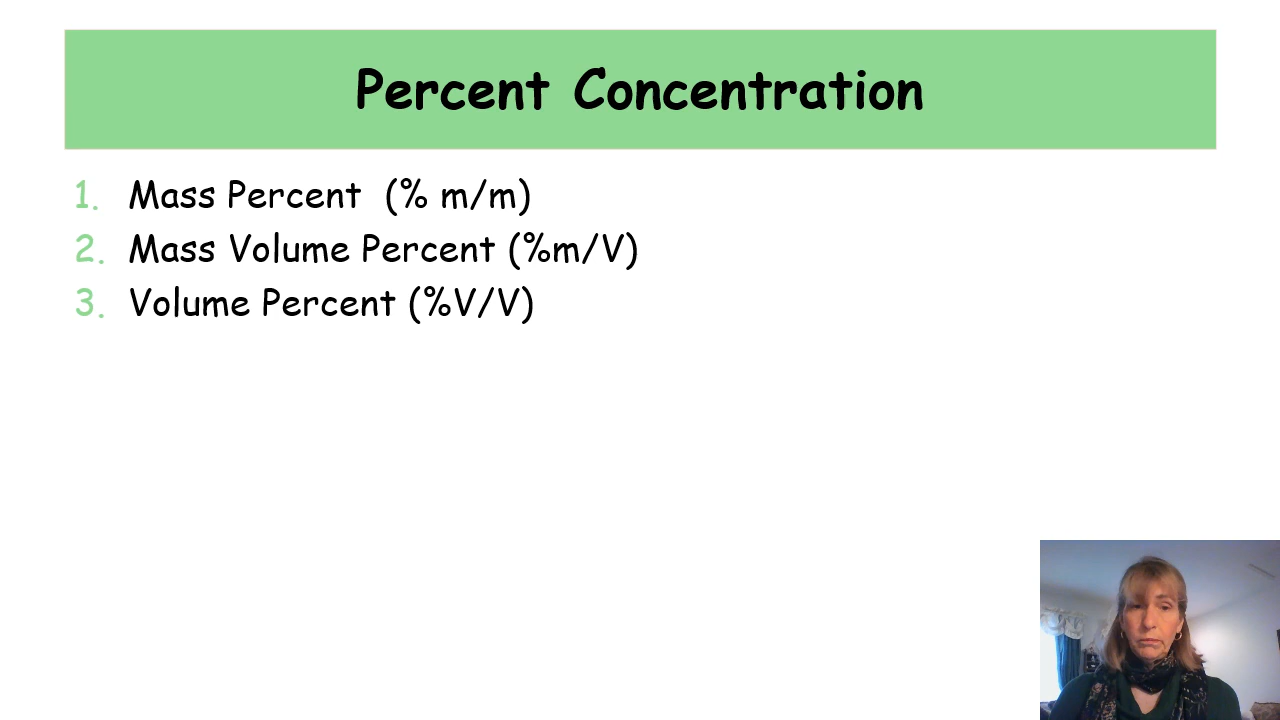 Percent Concentration
1. Mass Percent (% m/m)
2. Mass Volume Percent (%m/V)
3. Volume Percent (%V/V)